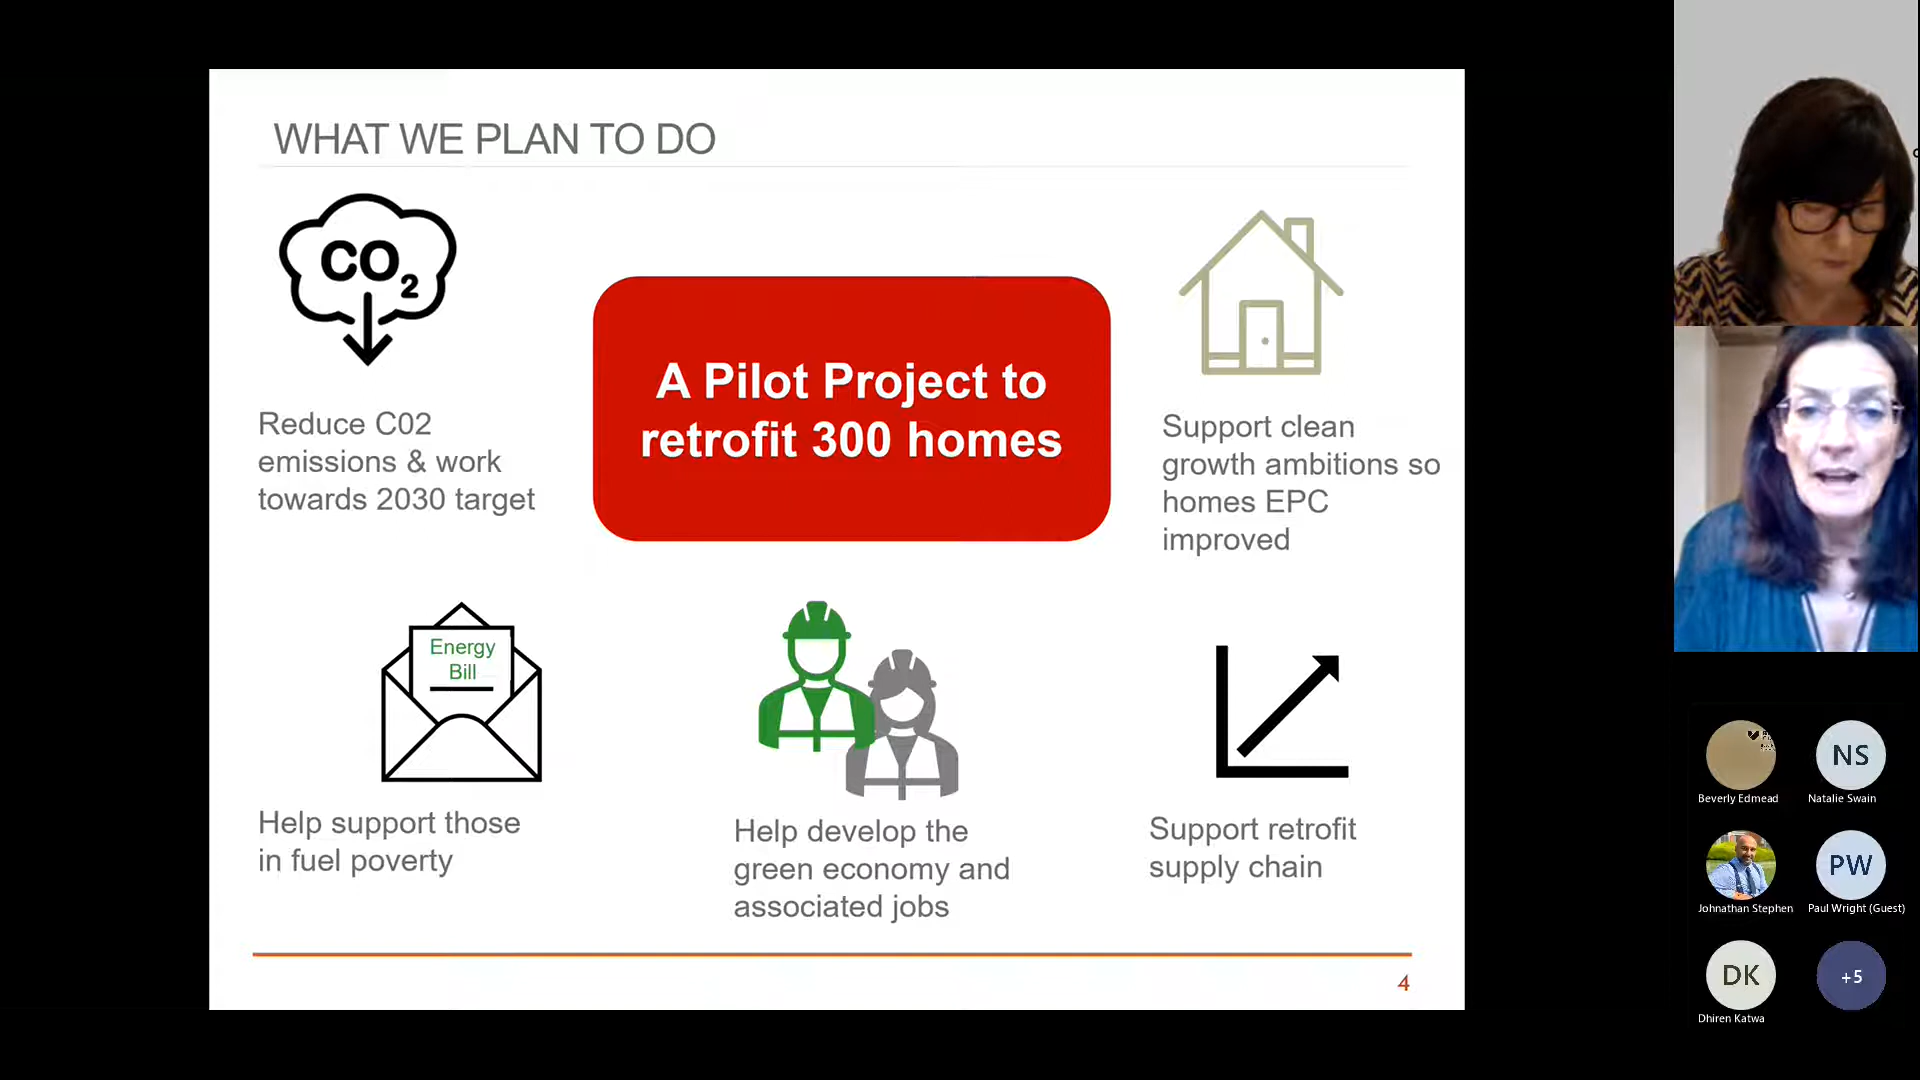 WHAT WE PLAN TO DO
CO2
Reduce C02
emissions & work
towards 2030 target
A Pilot Project to
retrofit 300 homes
Support clean
growth ambitions so
homes EPC
improved
Energy
Bill
Help support those
in fuel poverty
Help develop the
green economy and
associated jobs
Support retrofit
supply chain
4
Beverly Edmead
NS
Natalie Swain
Johnathan Stephen
PW
Paul Wright (Guest)
DK
Dhiren Katwa
+5